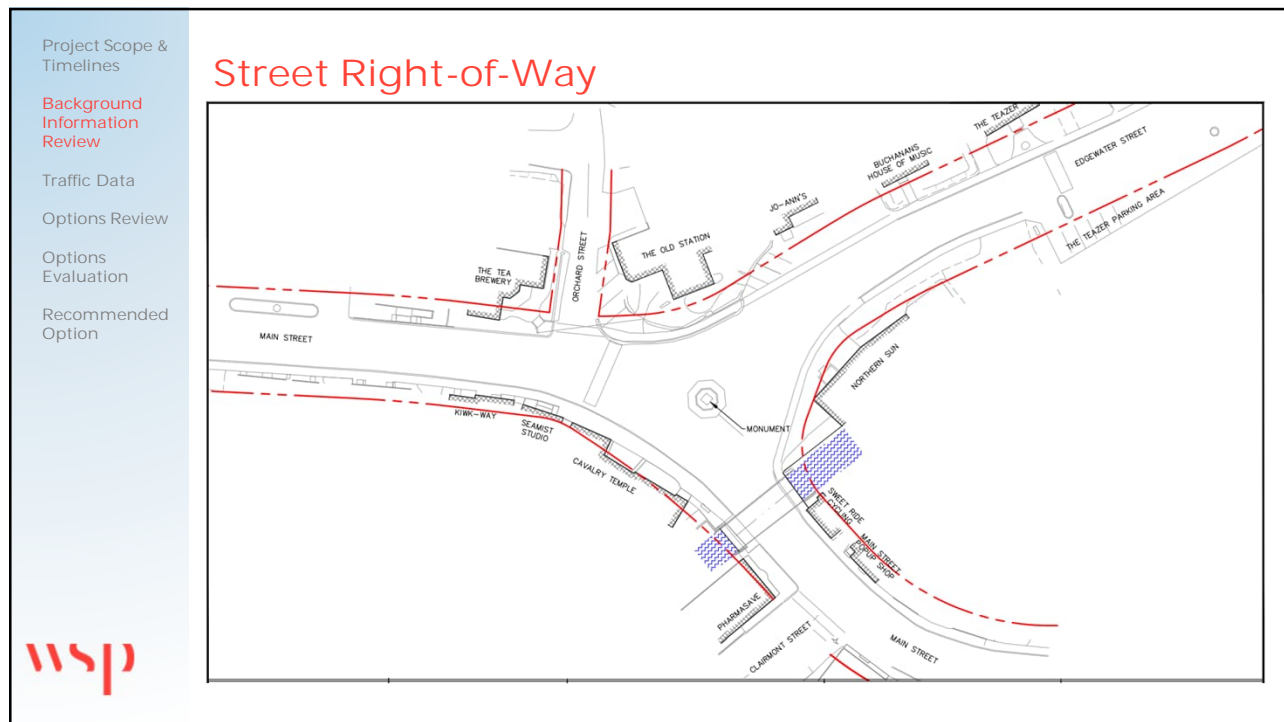 Project Scope &
Timelines
Background
Information
Review
Traffic Data
Options Review
Options
Evaluation
Recommended
Option
wsp
Street Right-of-Way
THE TEAZER
EDGEWATER STREET
BUCHANANS
HOUSE OF MUSIC
JO-ANN'S
THE TEAZER PARKING AREA
THE OLD STATION
ORCHARD STREET
THE TEA
BREWERY
MAIN STREET
NORTHERN SUN
KIWK-WAY
SEAMIST
STUDIO
MONUMENT
CAVALRY TEMPLE
SWEET RIDE
CYCLING
MAIN STREET
POPUP SHOP
PHARMASAVE
CLAIRMONT STREET
MAIN STREET